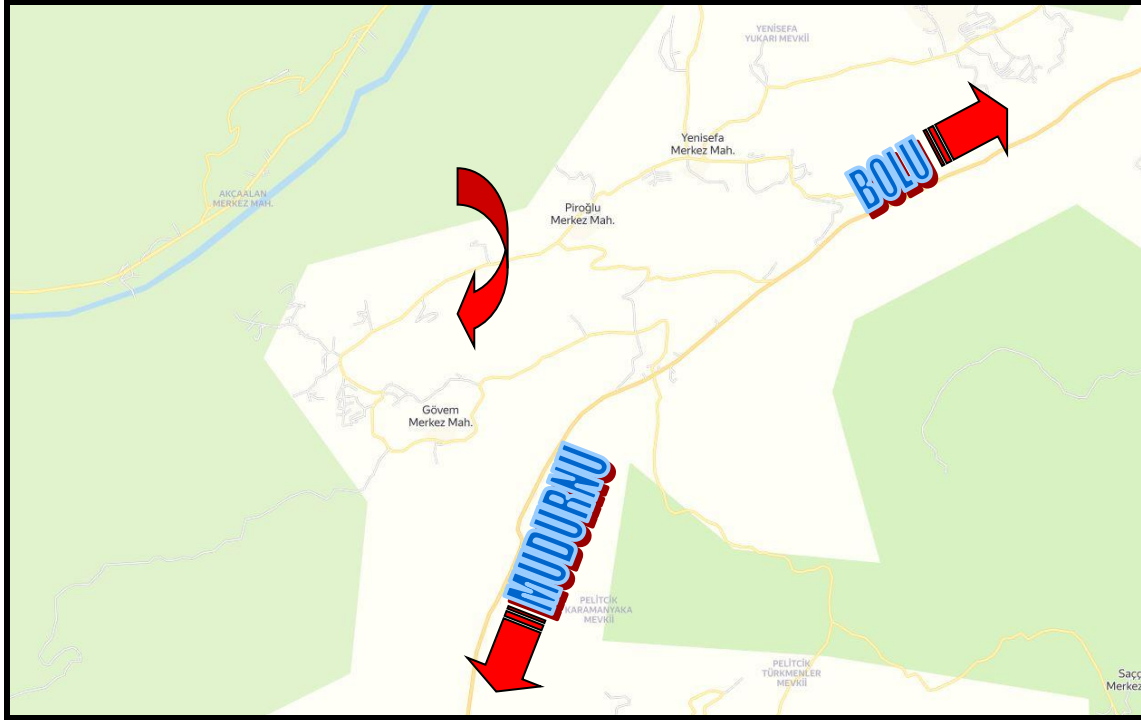 YENİSEFA
YUKARI MEVKİİ
Yenisefa
Merkez Mah.
BOLU
AKÇAALAN
MERKEZ MAH.
Piroğlu
Merkez Mah.
Gövem
Merkez Mah.
MUDURNU
PELİTCİK
KARAMANYAKA
MEVKİİ
PELİTCİK
TÜRKMENLER
MEVKİİ
Merkez